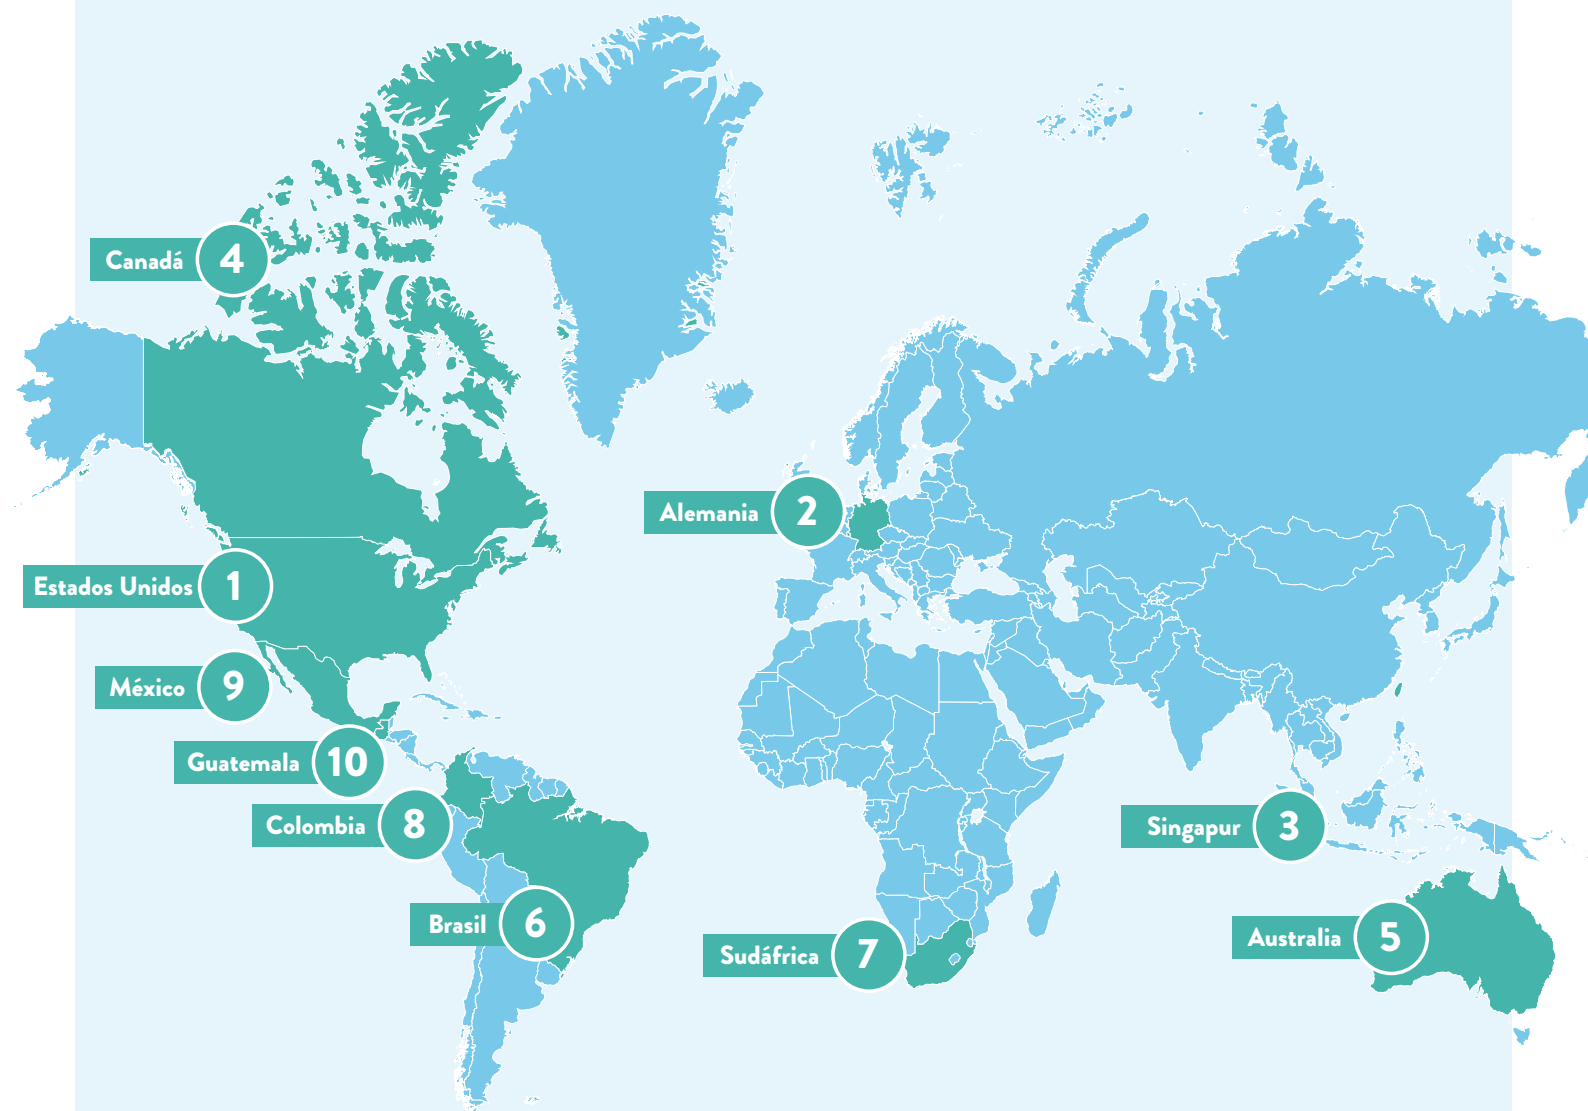 Canadá 4
Alemania 2
Estados Unidos 1
México 9
Guatemala 10
Colombia 8
Singapur 3
Brasil 6
Australia 5
Sudáfrica 7